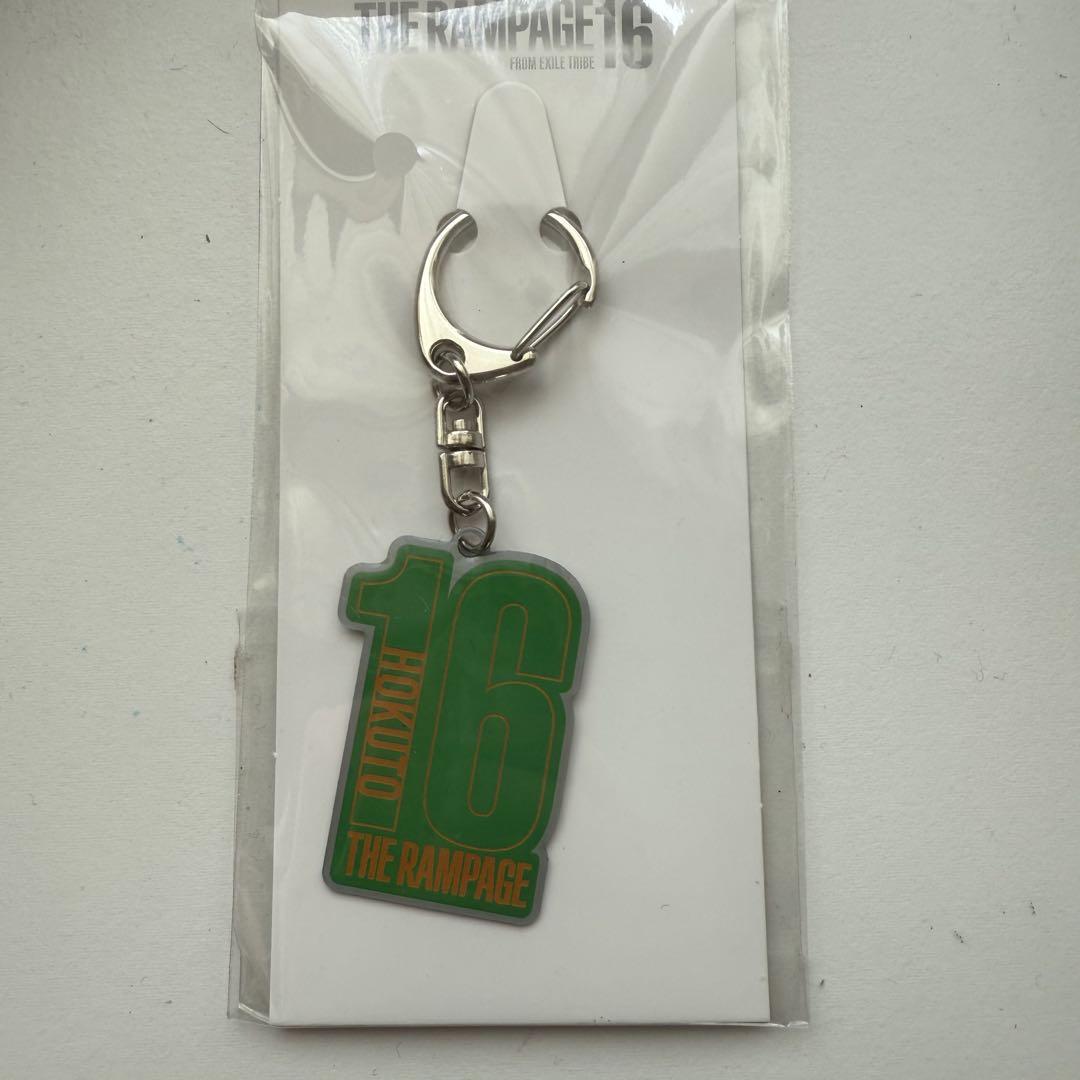 THE RAMPAGE 16
FROM EXILE TRIBE
16
HOKUTO
THE RAMPAGE